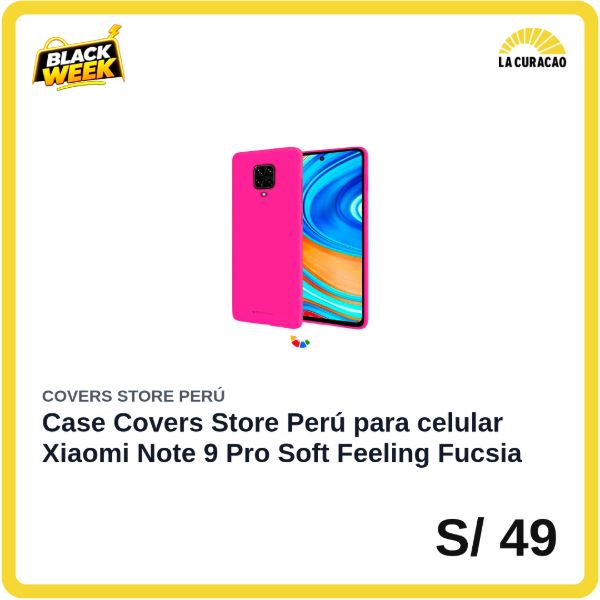 BLACK
WEEK
LA CURACAO
COVERS STORE PERÚ
Case Covers Store Perú para celular
Xiaomi Note 9 Pro Soft Feeling Fucsia
S/ 49